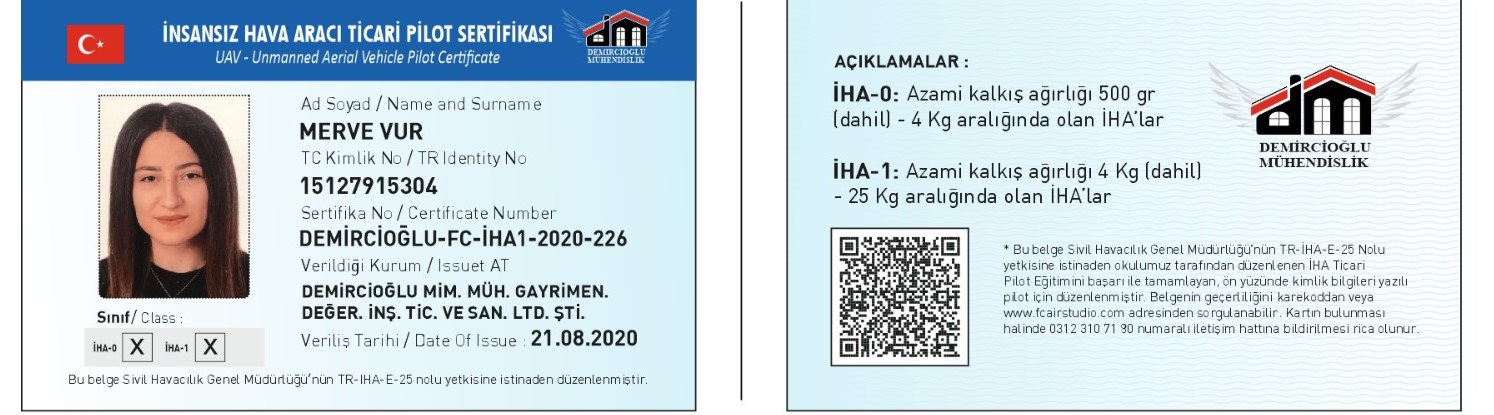 İNSANSIZ HAVA ARACI TİCARİ PİLOT SERTİFİKASI
UAV - Unmanned Aerial Vehicle Pilot Certificate
DEMIRCIOGLU
MÜHENDISLIK
Ad Soyad / Name and Surname
MERVE VUR
TC Kimlik No / TR Identity No
15127915304
Sertifika No / Certificate Number
DEMİRCİOĞLU-FC-İHA1-2020-226
Verildiği Kurum / Issuet AT
DEMİRCİOĞLU MİM. MÜH. GAYRİMEN.
DEĞER. İNŞ. TİC. VE SAN. LTD. ŞTİ.
Veriliş Tarihi / Date Of Issue : 21.08.2020
Sınıf/ Class :
İHA-0 X İHA-1 X
Bu belge Sivil Havacılık Genel Müdürlüğü'nün TR-IHA-E-25 nolu yetkisine istinaden düzenlenmiştir.
AÇIKLAMALAR :
İHA-0: Azami kalkış ağırlığı 500 gr
(dahil) - 4 Kg aralığında olan İHA'lar
İHA-1: Azami kalkış ağırlığı 4 Kg (dahil)
- 25 Kg aralığında olan İHA'lar
DEMİRCİOĞLU
MÜHENDİSLİK
* Bu belge Sivil Havacılık Genel Müdürlüğü'nün TR-İHA-E-25 Nolu
yetkisine istinaden okulumuz tarafından düzenlenen İHA Ticari
Pilot Eğitimini başarı ile tamamlayan, ön yüzünde kimlik bilgileri yazılı
pilot için düzenlenmiştir. Belgenin geçerliliğini karekoddan veya
www.fcairstudio.com adresinden sorgulanabilir. Kartın bulunması
halinde 0312 310 71 90 numaralı iletişim hattına bildirilmesi rica olunur.